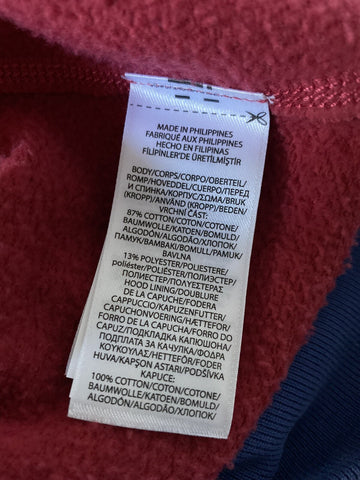 MADE IN PHILIPPINES
FABRIQUÉ AUX PHILIPPINES
HECHO EN FILIPINAS
FİLİPİNLER'DE ÜRETİLMİŞTİR
BODY/CORPS/CORPO/OBERTEIL/
ROMP/HOVEDDEL/CUERPO/ПЕРЕД
И СПИНКА/KORPUS/ΣΩΜΑ/BRUK
(KROPP)/ANVÄND (KROPP)/BEDEN/
VRCHNÍ ČÁST:
87% COTTON/COTON/COTONE/
BAUMWOLLE/KATOEN/BOMULD/
ALGODÓN/ALGODÃO/ХЛОПОК/
ПАМУК/ΒΑΜΒΑΚΙ/BOMULL/PAMUK/
BAVLNA
13% POLYESTER/POLIESTERE/
poliéster/POLIÉSTER/ПОЛИЭСТЕР/
ПОЛИЕСТЕР/ΠΟΛΥΕΣΤΕΡΑΣ
HOOD LINING/DOUBLURE
DE LA CAPUCHE/FODERA
CAPPUCCIO/KAPUZENFUTTER/
CAPUCHONVOERING/HÆTTEFOR/
FORRO DE LA CAPUCHA/FORRO DO
CAPUZ/ПОДКЛАДКА КАПЮШОНА/
ПОДПЛАТА ЗА КАЧУЛКА/ΦΟΔΡΑ
ΚΟΥΚΟΥΛΑΣ/HETTEFÔR/FODER
HUVA/KAPŞON ASTARI/PODŠÍVKA
KAPUCE:
100% COTTON/COTON/COTONE/
BAUMWOLLE/KATOEN/BOMULD/
ALGODÓN/ALGODÃO/ХЛОПОК/